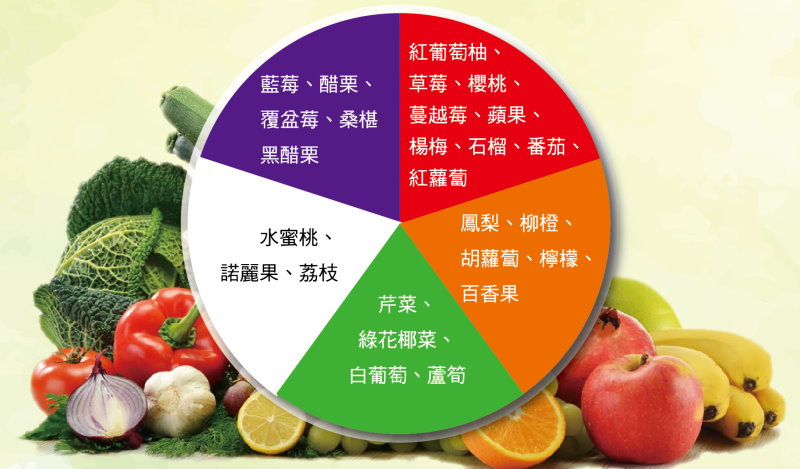 藍莓、醋栗、
覆盆莓、桑椹
黑醋栗
紅葡萄柚、
草莓、櫻桃、
蔓越莓、蘋果、
楊梅、石榴、番茄、
紅蘿蔔
鳳梨、柳橙、
胡蘿蔔、檸檬、
百香果
水蜜桃、
諾麗果、荔枝
芹菜、
綠花椰菜、
白葡萄、蘆筍